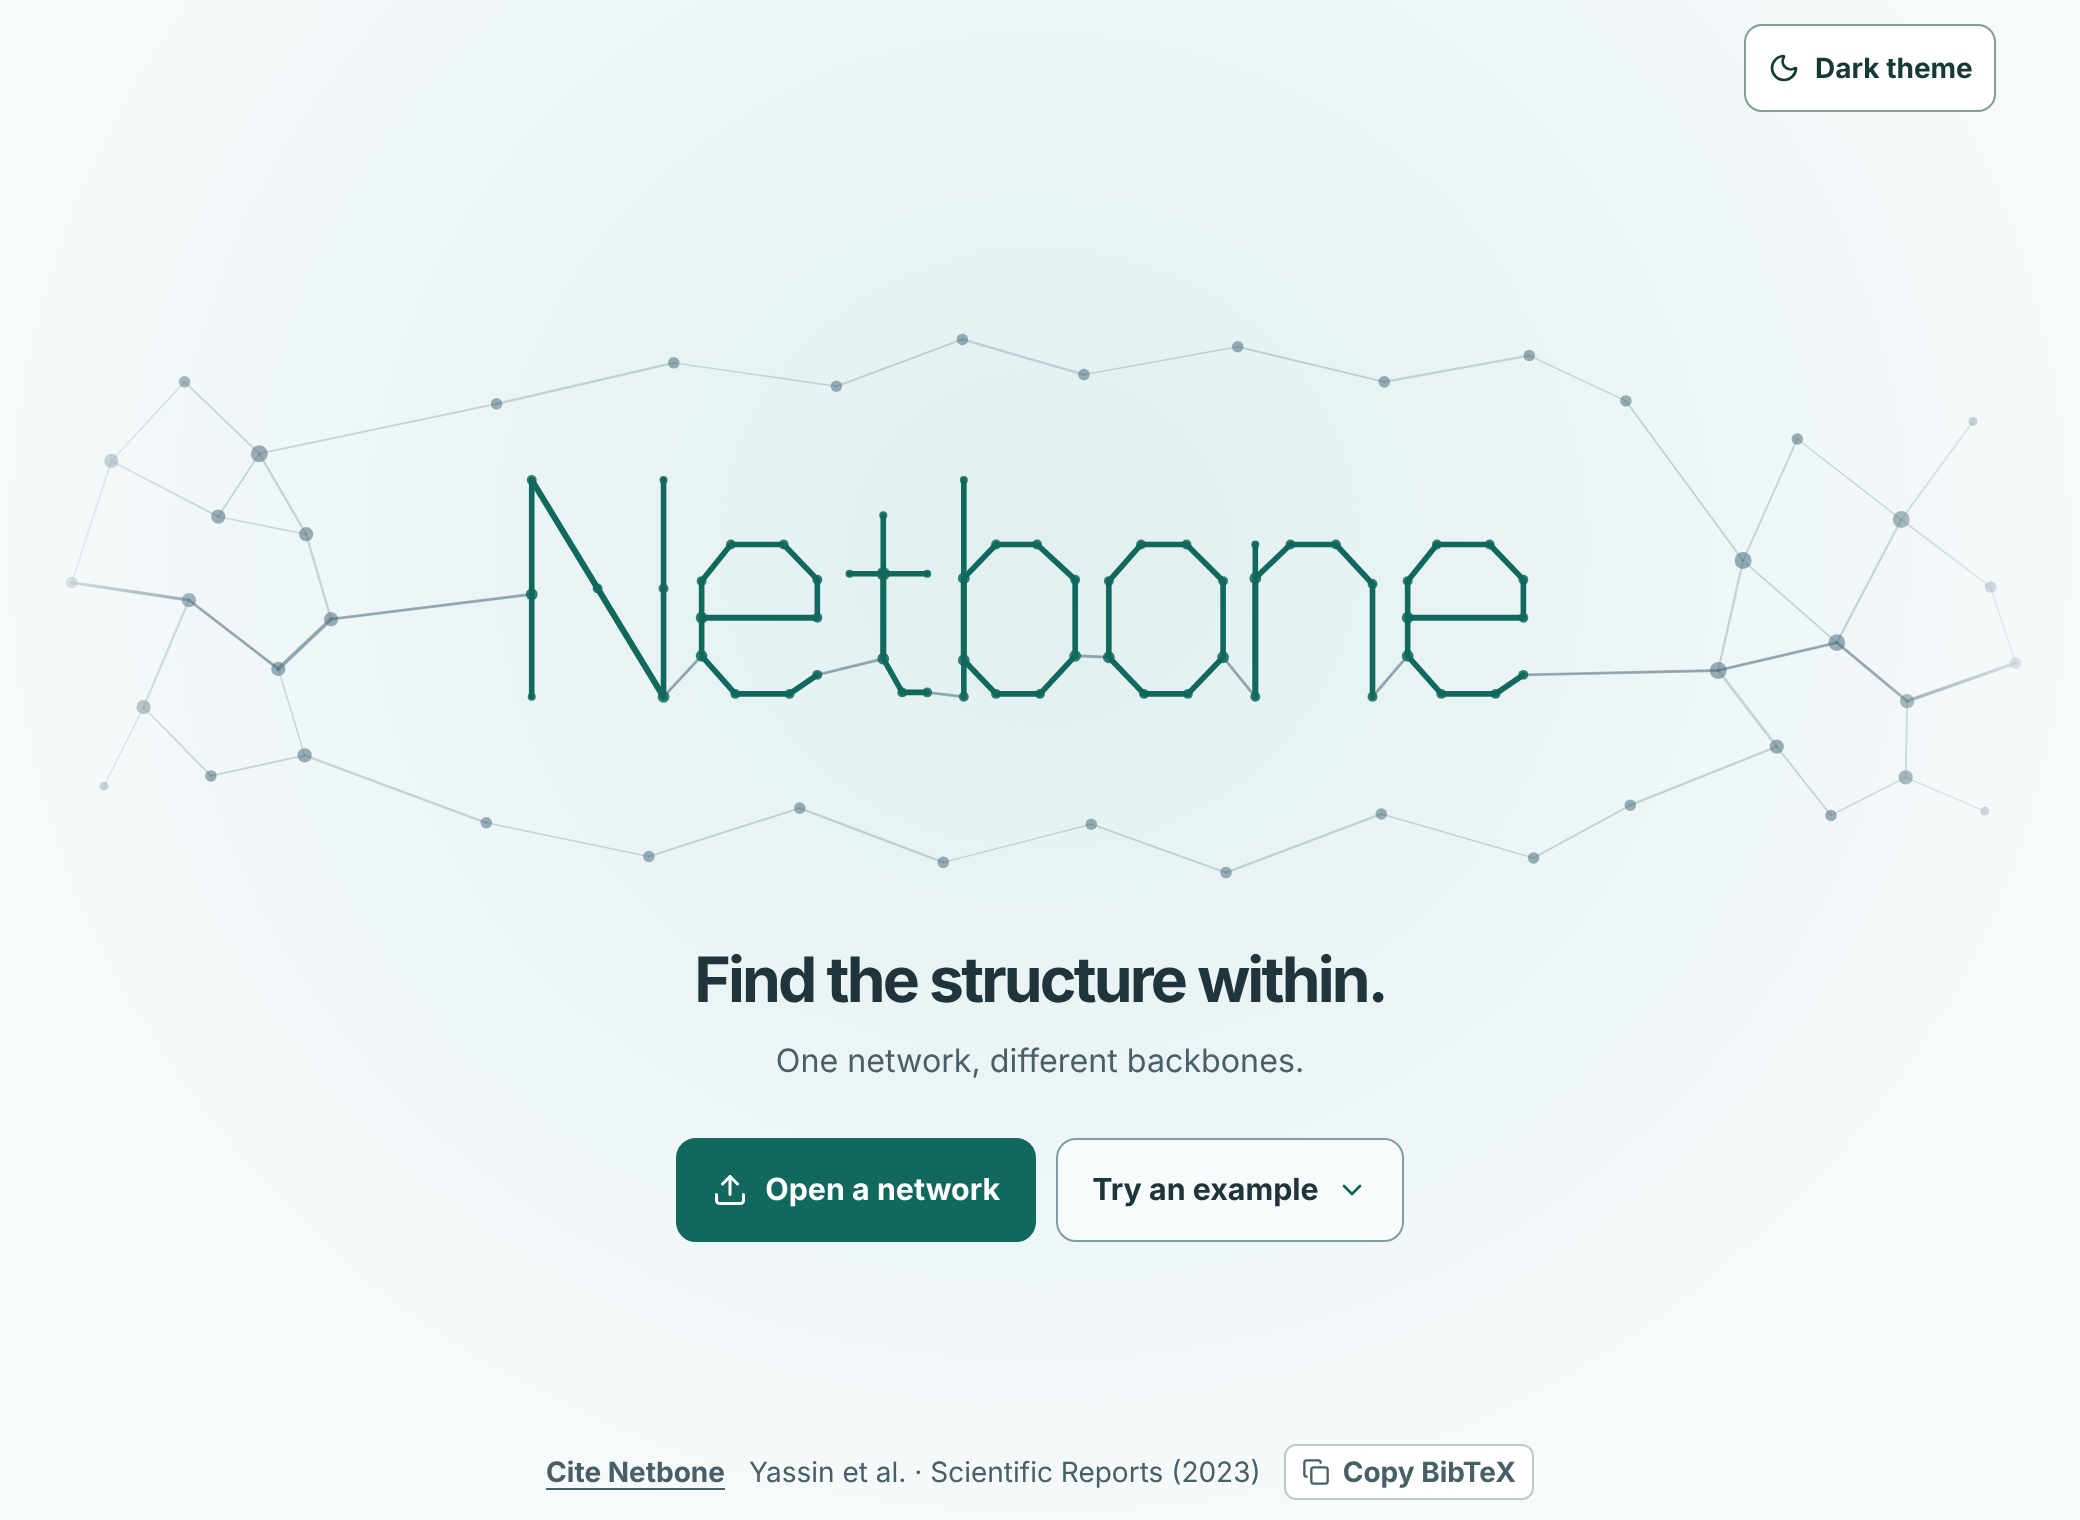 Dark theme
Netbone
Find the structure within.
One network, different backbones.
Open a network
Try an example
Cite Netbone Yassin et al. · Scientific Reports (2023) Copy BibTeX